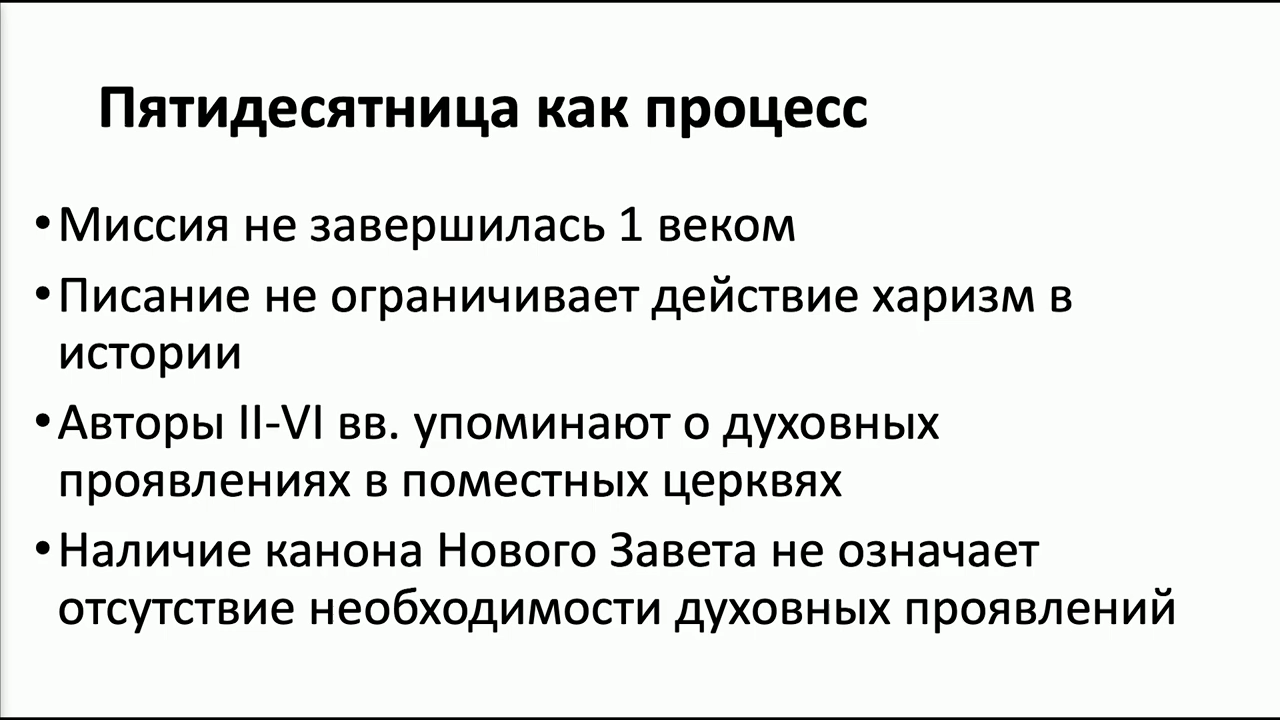 Пятидесятница как процесс
• Миссия не завершилась 1 веком
• Писание не ограничивает действие харизм в
истории
• Авторы II-VI вв. упоминают о духовных
проявлениях в поместных церквях
• Наличие канона Нового Завета не означает
отсутствие необходимости духовных проявлений